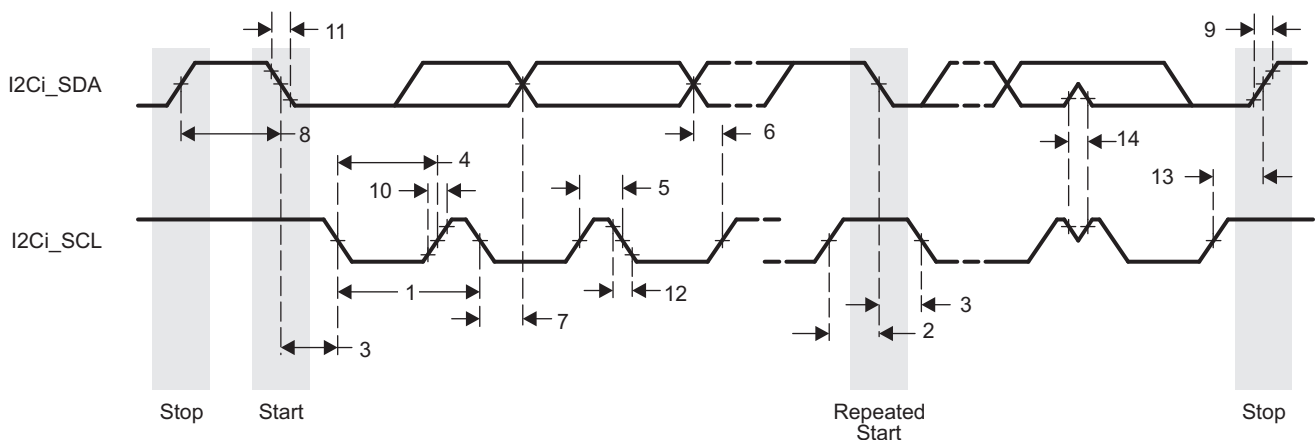 11
9
I2Ci_SDA
8
6
14
4
10
5
13
I2Ci_SCL
1
12
7
3
2
3
Stop
Start
Repeated
Start
Stop